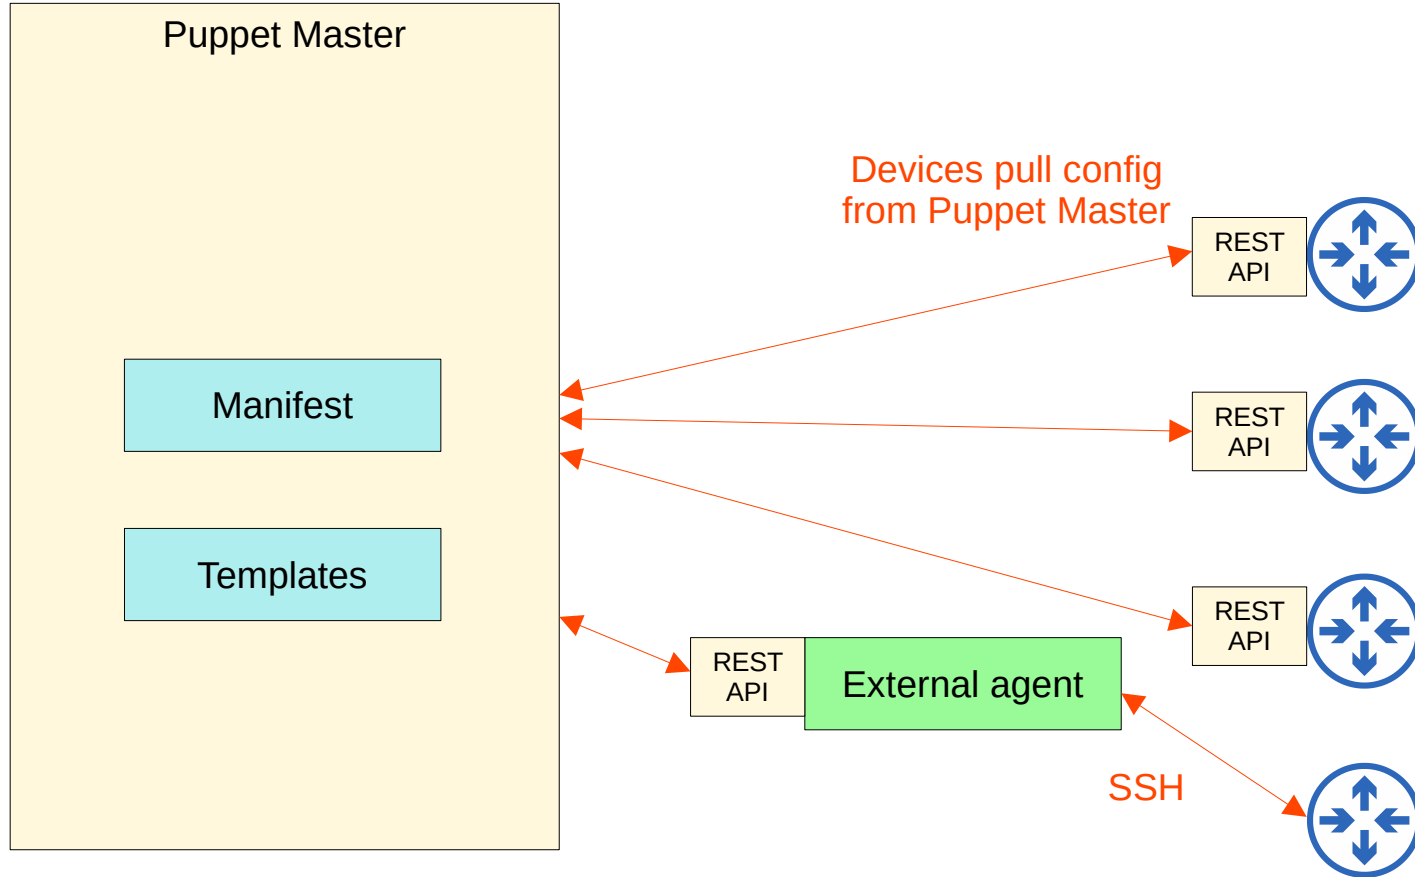 Puppet Master
Devices pull config
from Puppet Master
REST
API
Manifest
REST
API
Templates
REST
API
REST
API
External agent
SSH